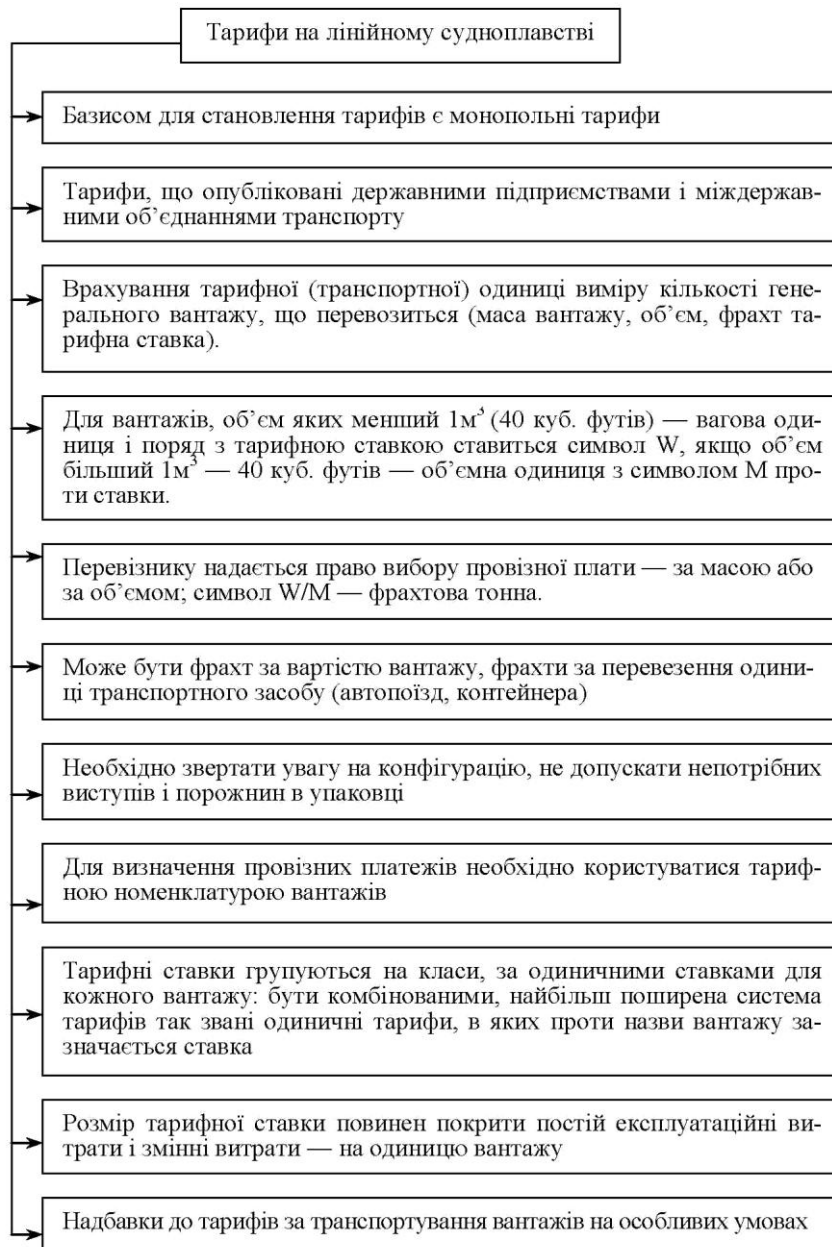 Тарифи на лінійному судноплавстві
Базисом для становлення тарифів є монопольні тарифи
Тарифи, що опубліковані державними підприємствами і міждержав-
ними об’єднаннями транспорту
Врахування тарифної (транспортної) одиниці виміру кількості гене-
рального вантажу, що перевозиться (маса вантажу, об’єм, фрахт та-
рифна ставка).
Для вантажів, об’єм яких менший 1м³ (40 куб. футів) — вагова оди-
ниця і поряд з тарифною ставкою ставиться символ W, якщо об’єм
більший 1м³ — 40 куб. футів — об’ємна одиниця з символом М про-
ти ставки.
Перевізнику надається право вибору провізної плати — за масою або
за об’ємом; символ W/M — фрахтова тонна.
Може бути фрахт за вартістю вантажу, фрахти за перевезення одини-
ці транспортного засобу (автопоїзд, контейнера)
Необхідно звертати увагу на конфігурацію, не допускати непотрібних
виступів і порожнин в упаковці
Для визначення провізних платежів необхідно користуватися тариф-
ною номенклатурою вантажів
Тарифні ставки групуються на класи, за одиничними ставками для
кожного вантажу: бути комбінованими, найбільш поширена система
тарифів так звані одиничні тарифи, в яких проти назви вантажу за-
значається ставка
Розмір тарифної ставки повинен покрити постій експлуатаційні ви-
трати і змінні витрати — на одиницю вантажу
Надбавки до тарифів за транспортування вантажів на особливих умовах